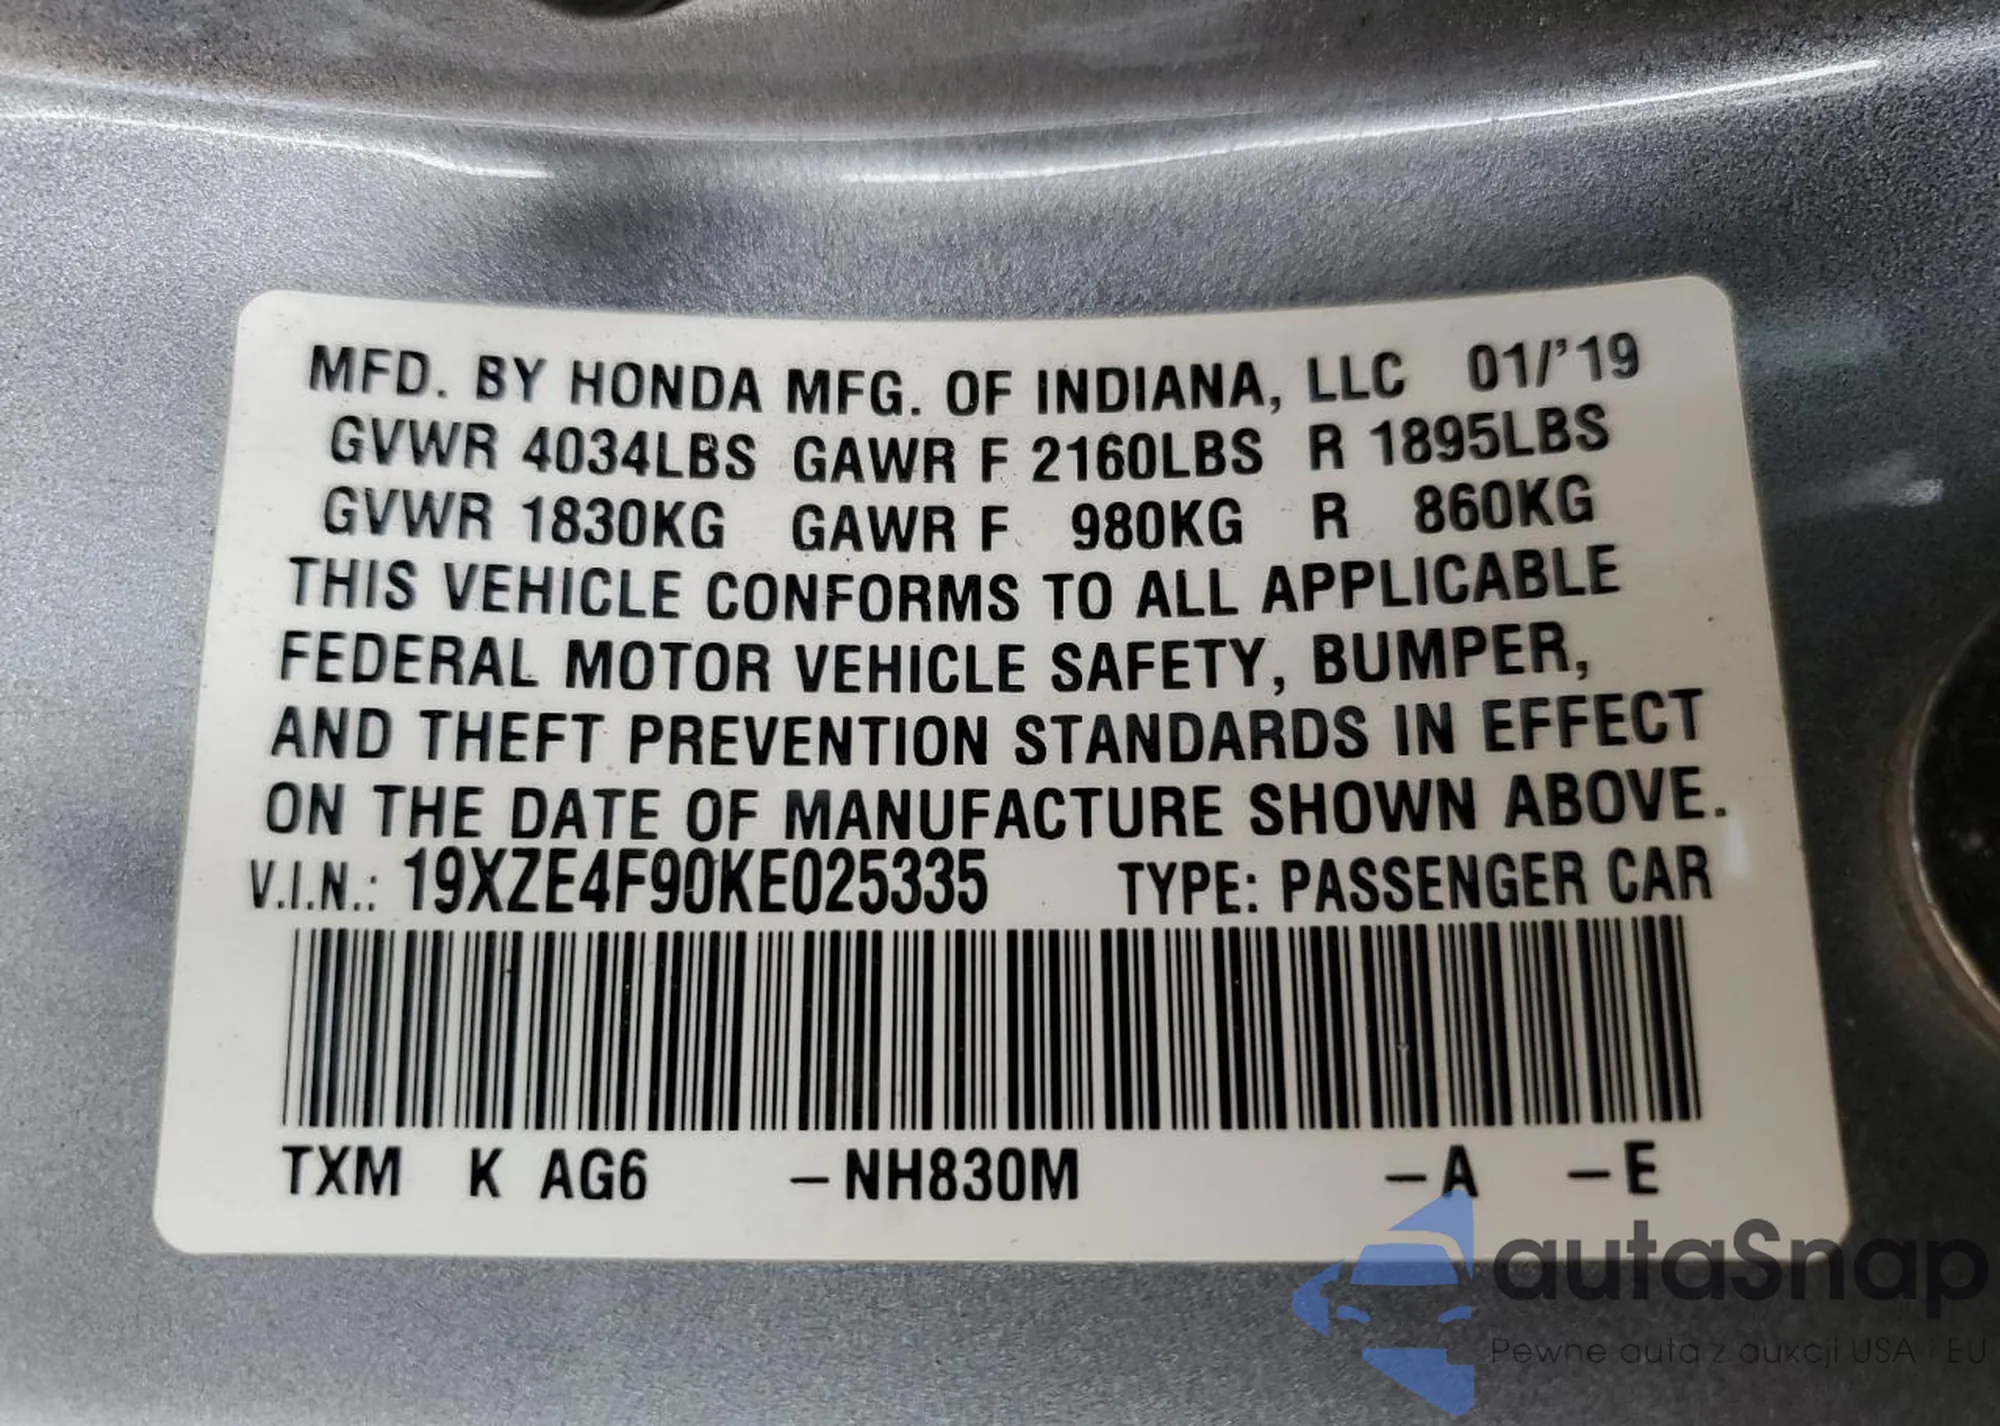 MFD. BY HONDA MFG. OF INDIANA, LLC 01/'19
GVWR 4034LBS GAWR F 2160LBS R 1895LBS
GVWR 1830KG GAWR F 980KG R 860KG
THIS VEHICLE CONFORMS TO ALL APPLICABLE
FEDERAL MOTOR VEHICLE SAFETY, BUMPER,
AND THEFT PREVENTION STANDARDS IN EFFECT
ON THE DATE OF MANUFACTURE SHOWN ABOVE.
V.I.N.: 19XZE4F90KE025335 TYPE: PASSENGER CAR
TXM K AG6 –NH830M –A –E
autaSnap
Pewne auta z aukcji USA i EU